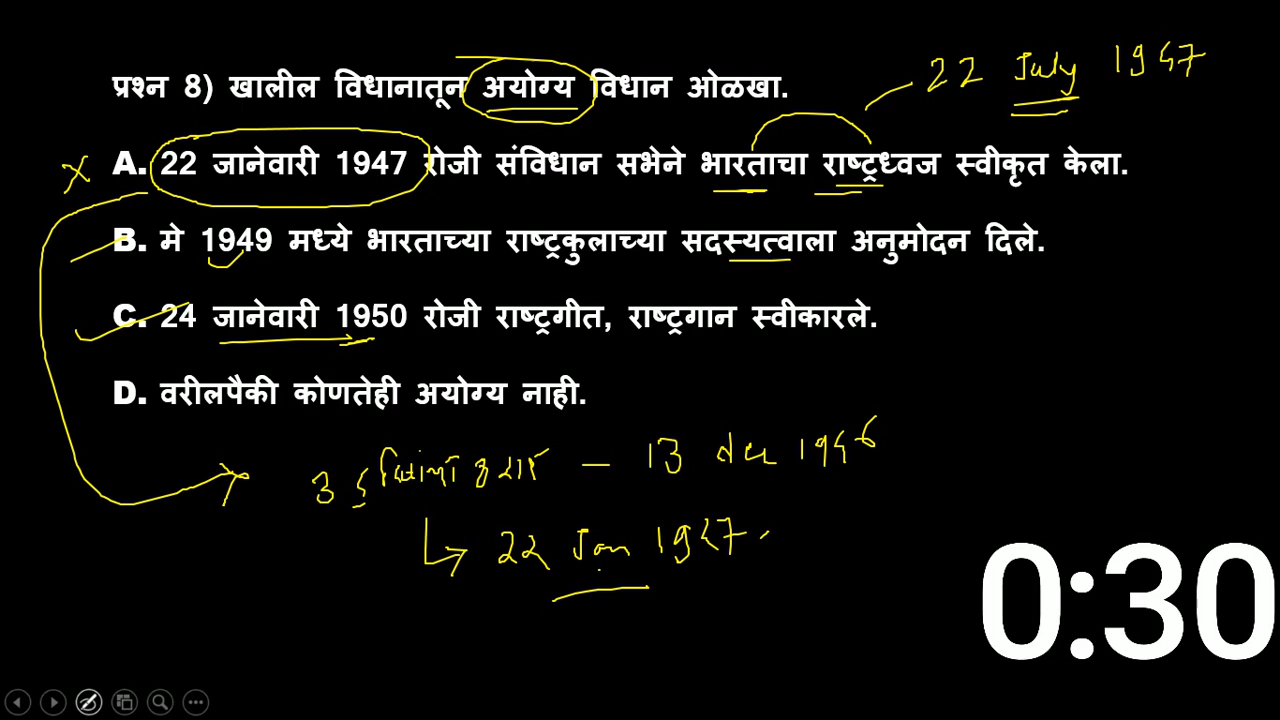 22 July 1947
प्रश्न 8) खालील विधानातून अयोग्य विधान ओळखा.
x A. 22 जानेवारी 1947 रोजी संविधान सभेने भारताचा राष्ट्रध्वज स्वीकृत केला.
B. मे 1949 मध्ये भारताच्या राष्ट्रकुलाच्या सदस्यत्वाला अनुमोदन दिले.
C. 24 जानेवारी 1950 रोजी राष्ट्रगीत, राष्ट्रगान स्वीकारले.
D. वरीलपैकी कोणतेही अयोग्य नाही.
– 13 1946
22 Jan 1947
0:30